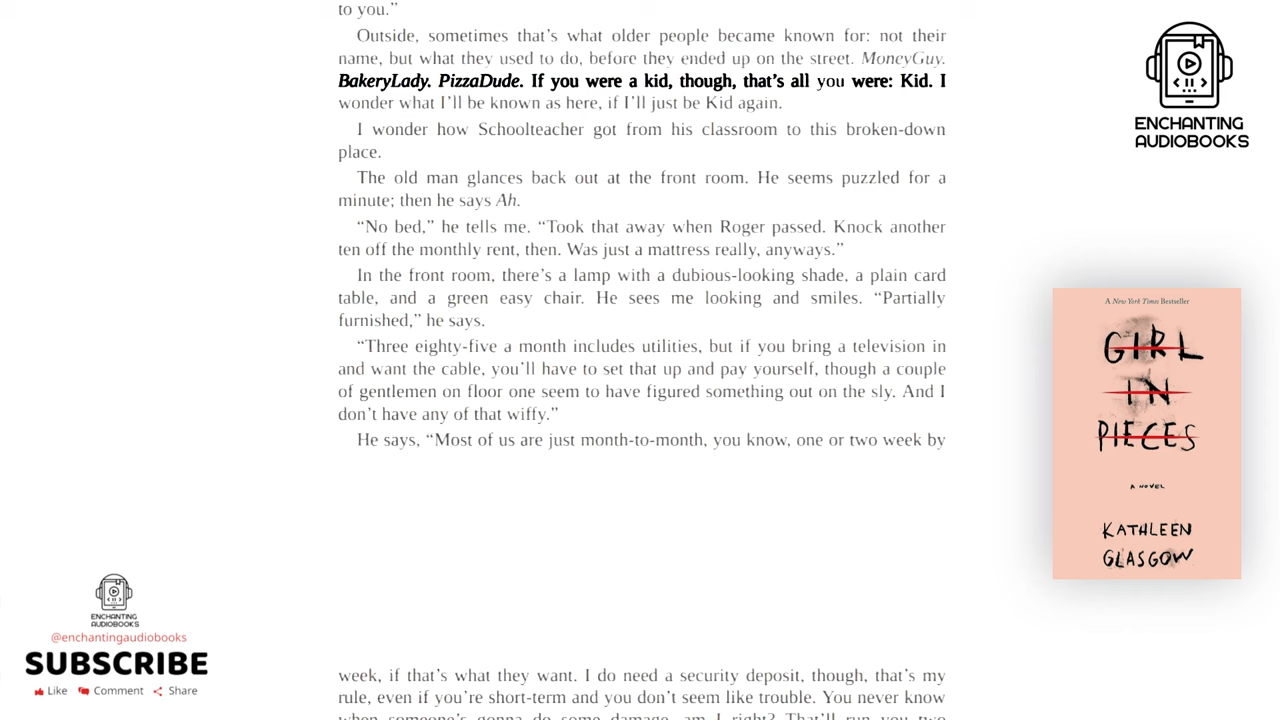 to you.”
Outside, sometimes that’s what older people became known for: not their
name, but what they used to do, before they ended up on the street. MoneyGuy.
BakeryLady. PizzaDude. If you were a kid, though, that’s all you were: Kid. I
wonder what I’ll be known as here, if I’ll just be Kid again.
I wonder how Schoolteacher got from his classroom to this broken-down
place.
The old man glances back out at the front room. He seems puzzled for a
minute; then he says Ah.
“No bed,” he tells me. “Took that away when Roger passed. Knock another
ten off the monthly rent, then. Was just a mattress really, anyways.”
In the front room, there’s a lamp with a dubious-looking shade, a plain card
table, and a green easy chair. He sees me looking and smiles. “Partially
furnished,” he says.
“Three eighty-five a month includes utilities, but if you bring a television in
and want the cable, you’ll have to set that up and pay yourself, though a couple
of gentlemen on floor one seem to have figured something out on the sly. And I
don’t have any of that wiffy.”
He says, “Most of us are just month-to-month, you know, one or two week by
week, if that’s what they want. I do need a security deposit, though, that’s my
rule, even if you’re short-term and you don’t seem like trouble. You never know
when someone’s gonna do some damage, am I right? That’ll run you two
ENCHANTING
AUDIOBOOKS
A New York Times Bestseller
GIRL
IN
PIECES
A NOVEL
KATHLEEN
GLASGOW
ENCHANTING
AUDIOBOOKS
@enchantingaudiobooks
SUBSCRIBE
Like Comment Share